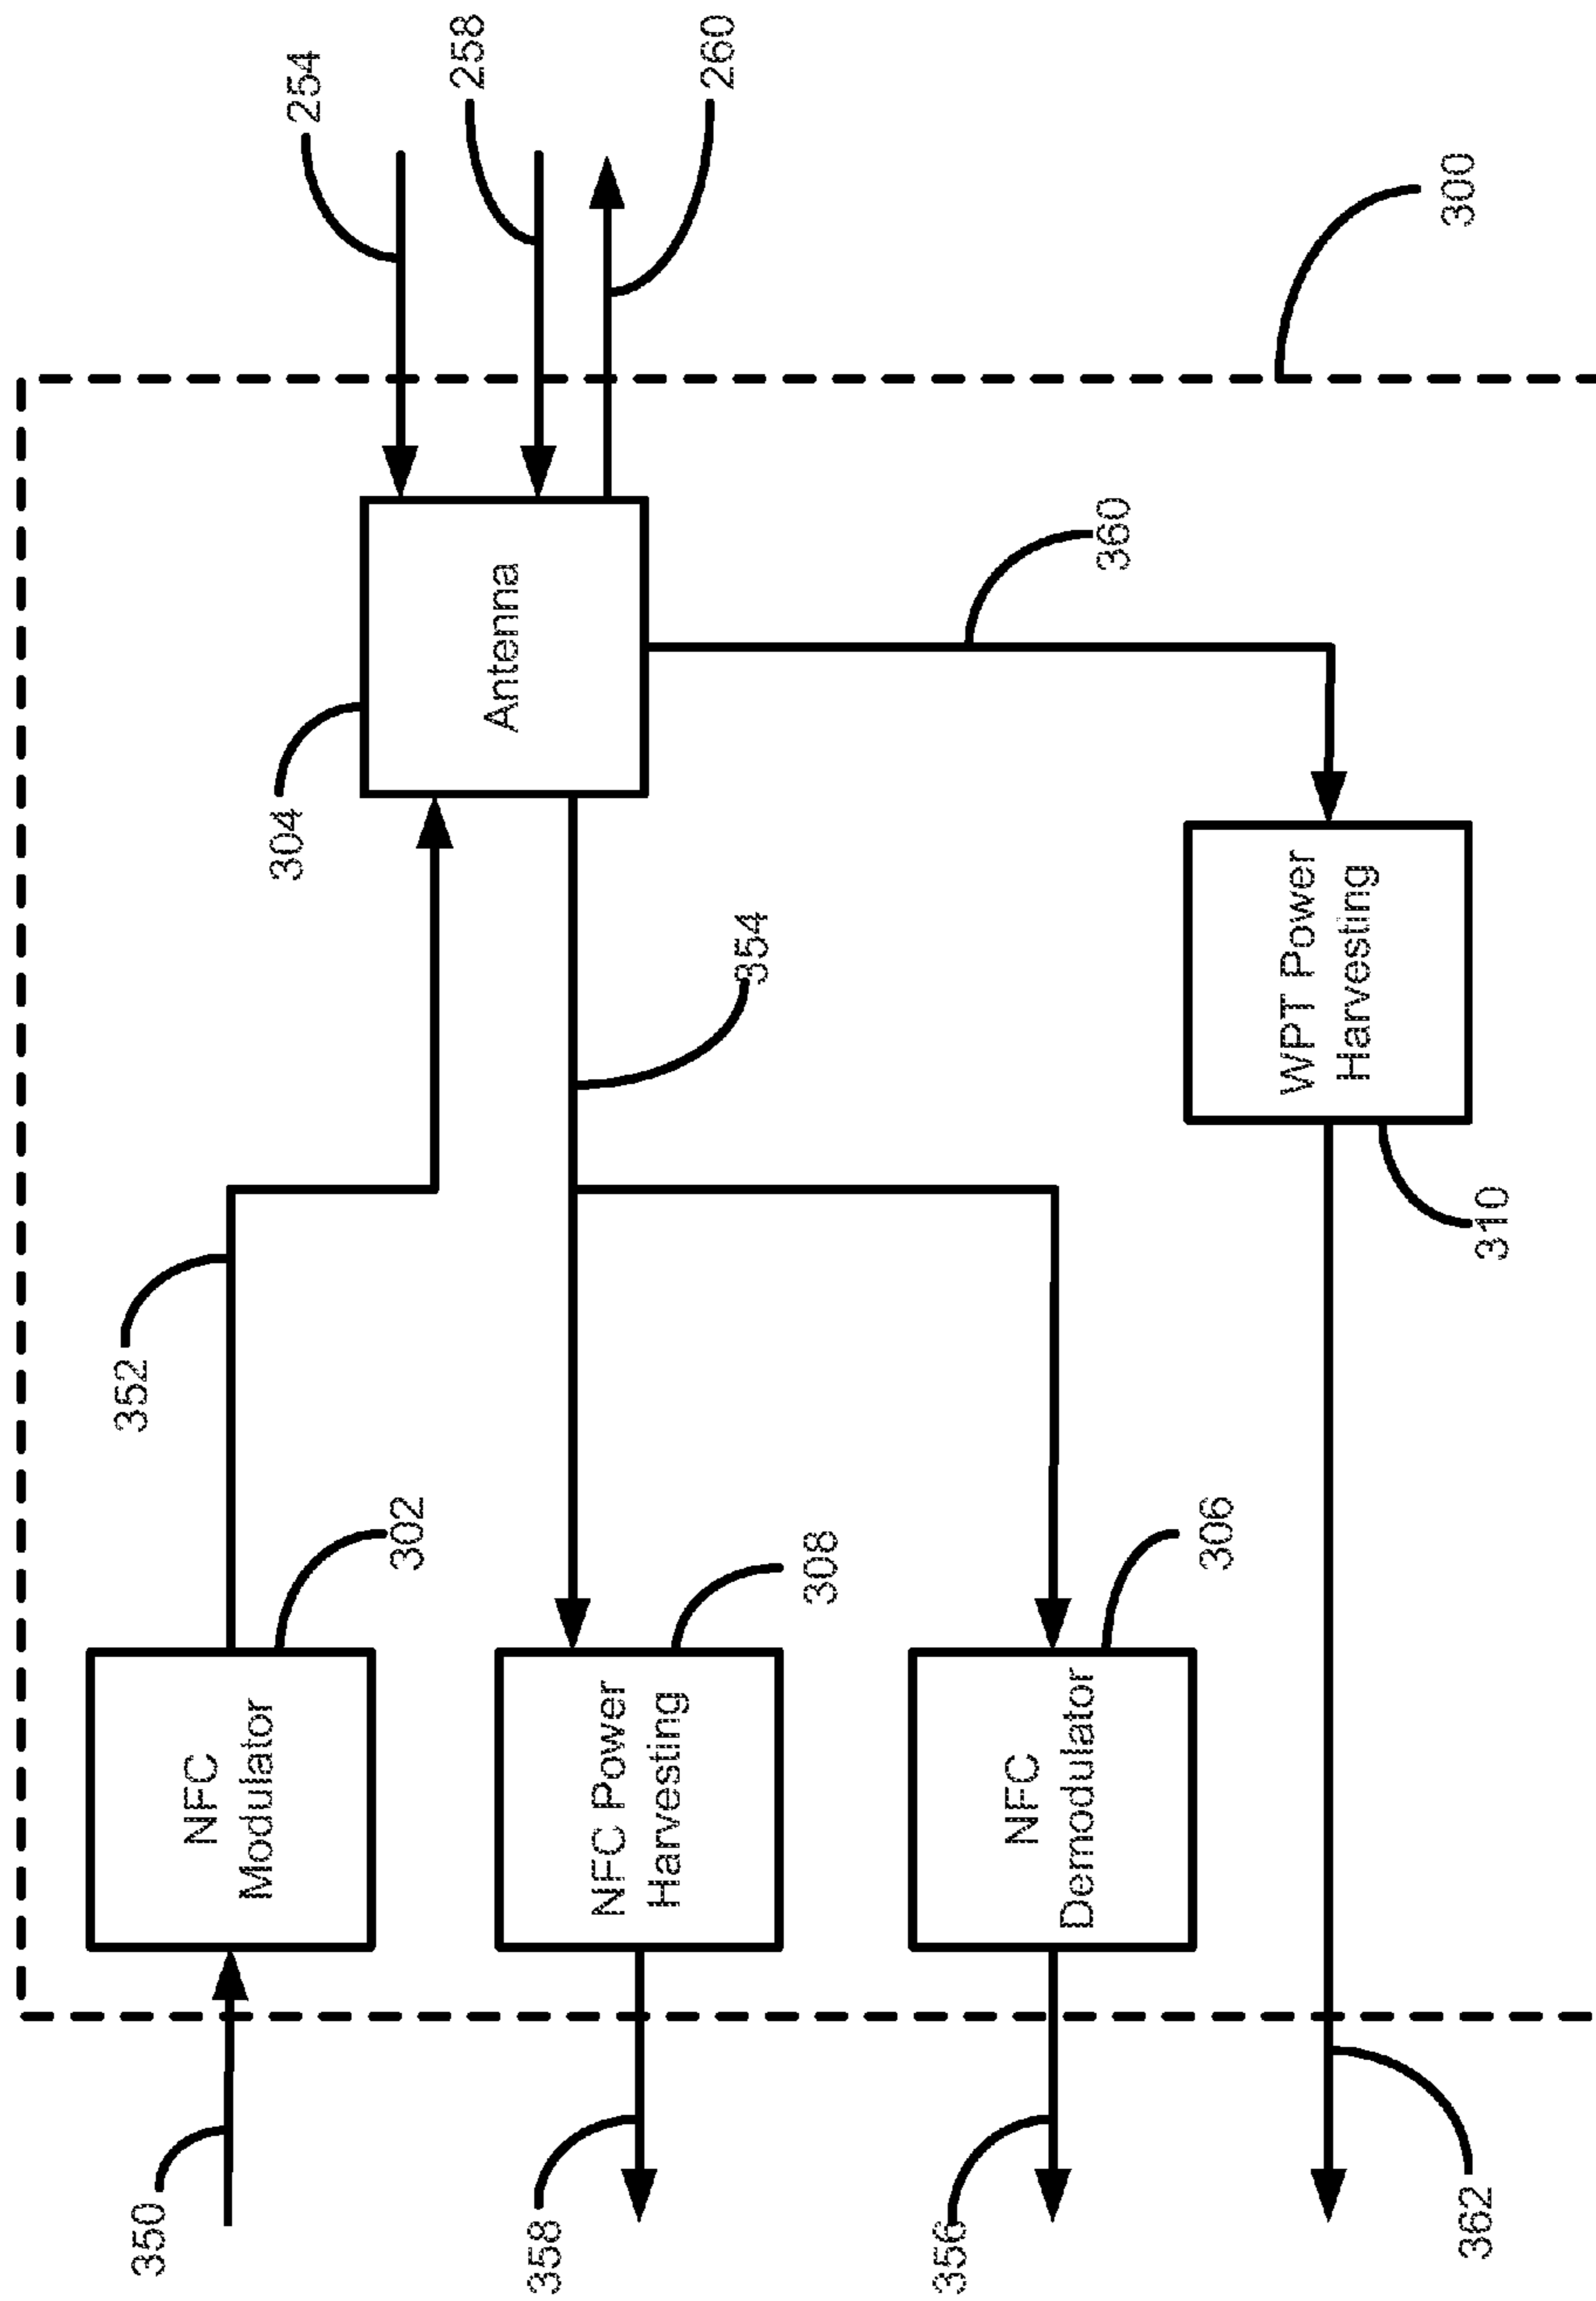 350
352
NFC
Modulator
302
304
Antenna
254
258
260
358
NFC Power
Harvesting
308
354
356
NFC
Demodulator
306
360
362
310
WPT Power
Harvesting
300